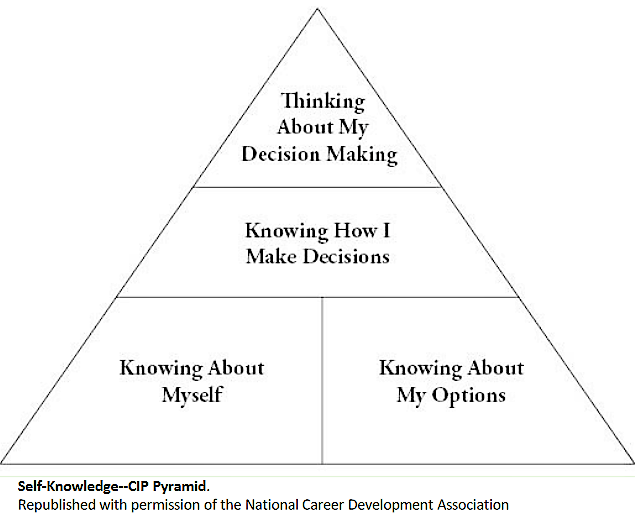 Thinking
About My
Decision Making
Knowing How I
Make Decisions
Knowing About
Myself
Knowing About
My Options
Self-Knowledge--CIP Pyramid.
Republished with permission of the National Career Development Association